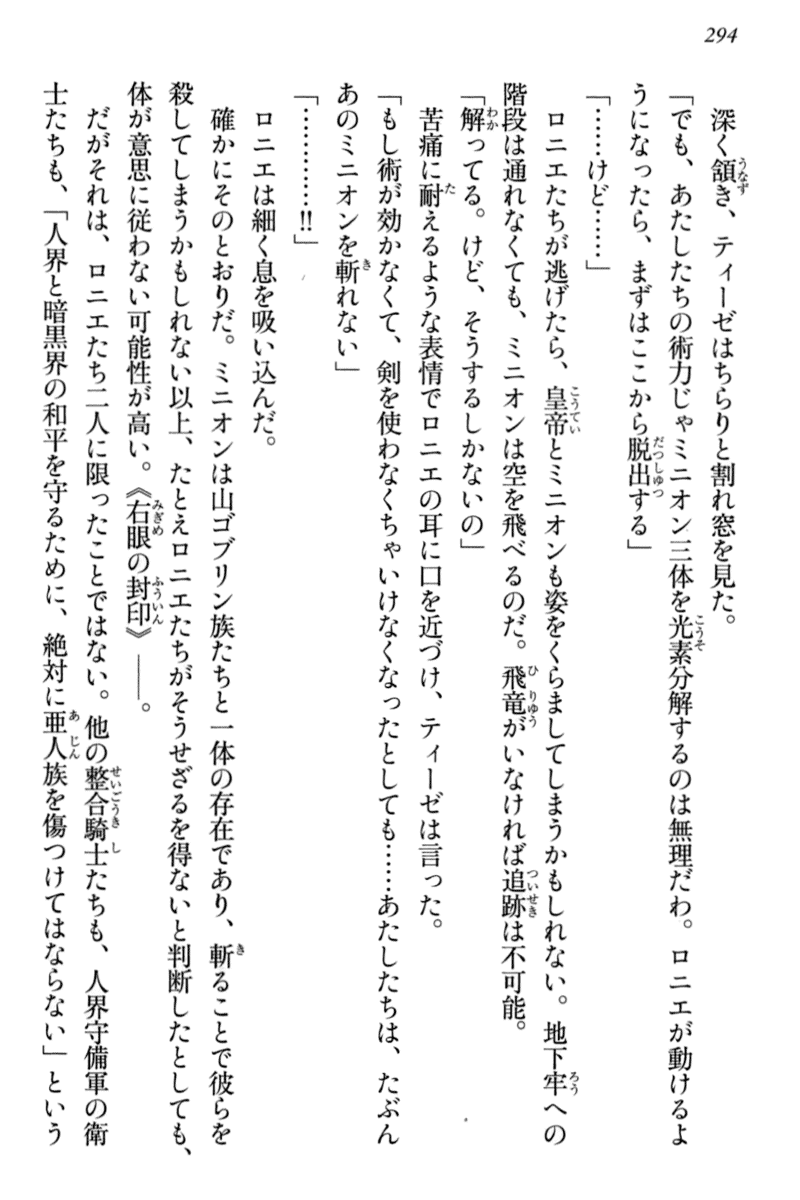 294
深く頷き、ティーゼはちらりと割れ窓を見た。
「でも、あたしたちの術力じゃミニオン三体を光素分解するのは無理だわ。ロニエが動けるよ
うになったら、まずはここから脱出する」
「……けど……」
ロニエたちが逃げたら、皇帝とミニオンも姿をくらましてしまうかもしれない。地下牢への
階段は通れなくても、ミニオンは空を飛べるのだ。飛竜がいなければ追跡は不可能。
「解ってる。けど、そうするしかないの」
苦痛に耐えるような表情でロニエの耳に口を近づけ、ティーゼは言った。
「もし術が効かなくて、剣を使わなくちゃいけなくなったとしても……あたしたちは、たぶん
あのミニオンを斬れない」
「…………!!」
ロニエは細く息を吸い込んだ。
確かにそのとおりだ。ミニオンは山ゴブリン族たちと一体の存在であり、斬ることで彼らを
殺してしまうかもしれない以上、たとえロニエたちがそうせざるを得ないと判断したとしても、
体が意思に従わない可能性が高い。《右眼の封印》――。
だがそれは、ロニエたち二人に限ったことではない。他の整合騎士たちも、人界守備軍の衛
士たちも、「人界と暗黒界の和平を守るために、絶対に亜人族を傷つけてはならない」という